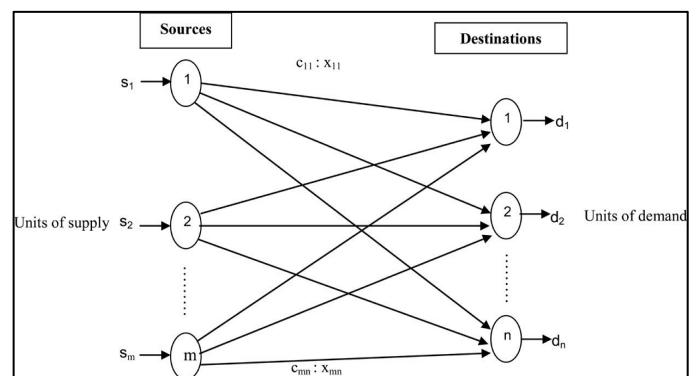 Sources
Destinations
c₁₁ : x₁₁
s₁ 1
1 d₁
Units of supply s₂ 2
2 d₂ Units of demand
n dₙ
sₘ m
cₘₙ : xₘₙ